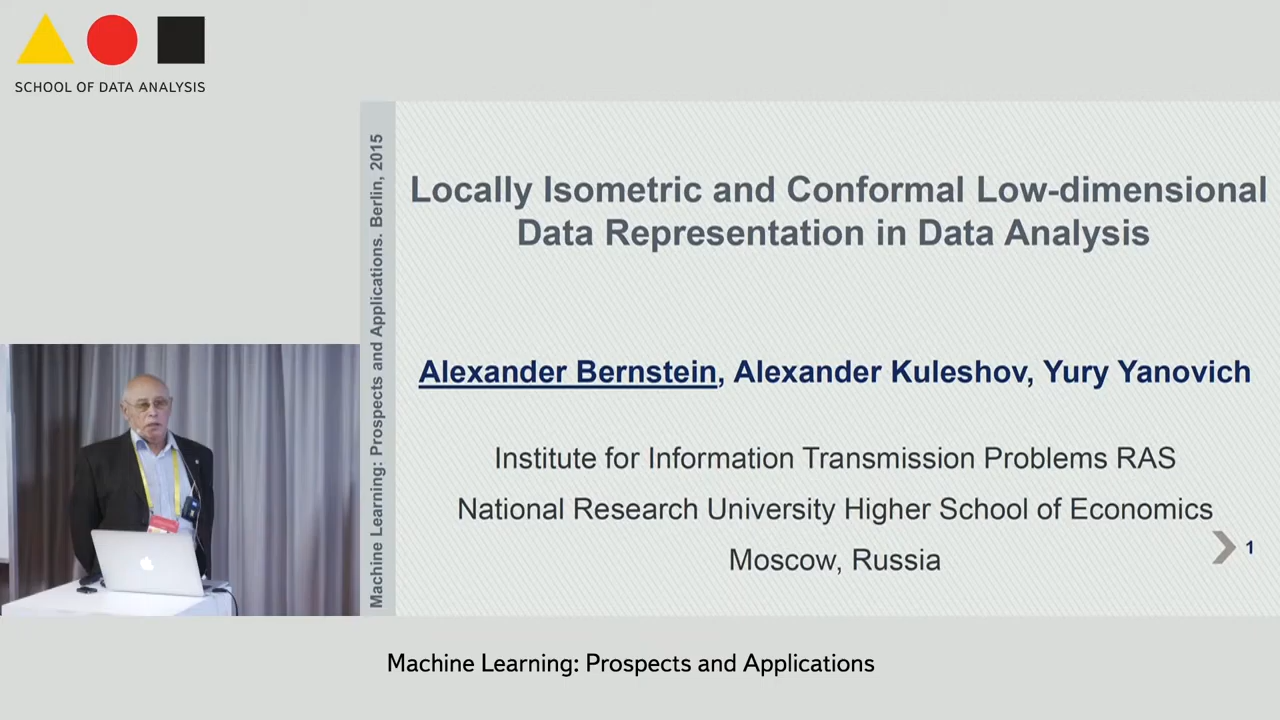 SCHOOL OF DATA ANALYSIS
Machine Learning: Prospects and Applications. Berlin, 2015
Locally Isometric and Conformal Low-dimensional
Data Representation in Data Analysis
Alexander Bernstein, Alexander Kuleshov, Yury Yanovich
Institute for Information Transmission Problems RAS
National Research University Higher School of Economics
Moscow, Russia
1
Machine Learning: Prospects and Applications